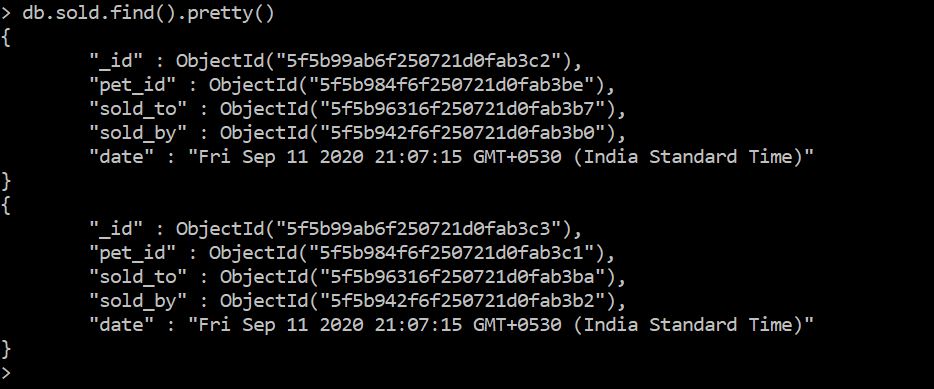 > db.sold.find().pretty()
{
        "_id" : ObjectId("5f5b99ab6f250721d0fab3c2"),
        "pet_id" : ObjectId("5f5b984f6f250721d0fab3be"),
        "sold_to" : ObjectId("5f5b96316f250721d0fab3b7"),
        "sold_by" : ObjectId("5f5b942f6f250721d0fab3b0"),
        "date" : "Fri Sep 11 2020 21:07:15 GMT+0530 (India Standard Time)"
}
{
        "_id" : ObjectId("5f5b99ab6f250721d0fab3c3"),
        "pet_id" : ObjectId("5f5b984f6f250721d0fab3c1"),
        "sold_to" : ObjectId("5f5b96316f250721d0fab3ba"),
        "sold_by" : ObjectId("5f5b942f6f250721d0fab3b2"),
        "date" : "Fri Sep 11 2020 21:07:15 GMT+0530 (India Standard Time)"
}
>